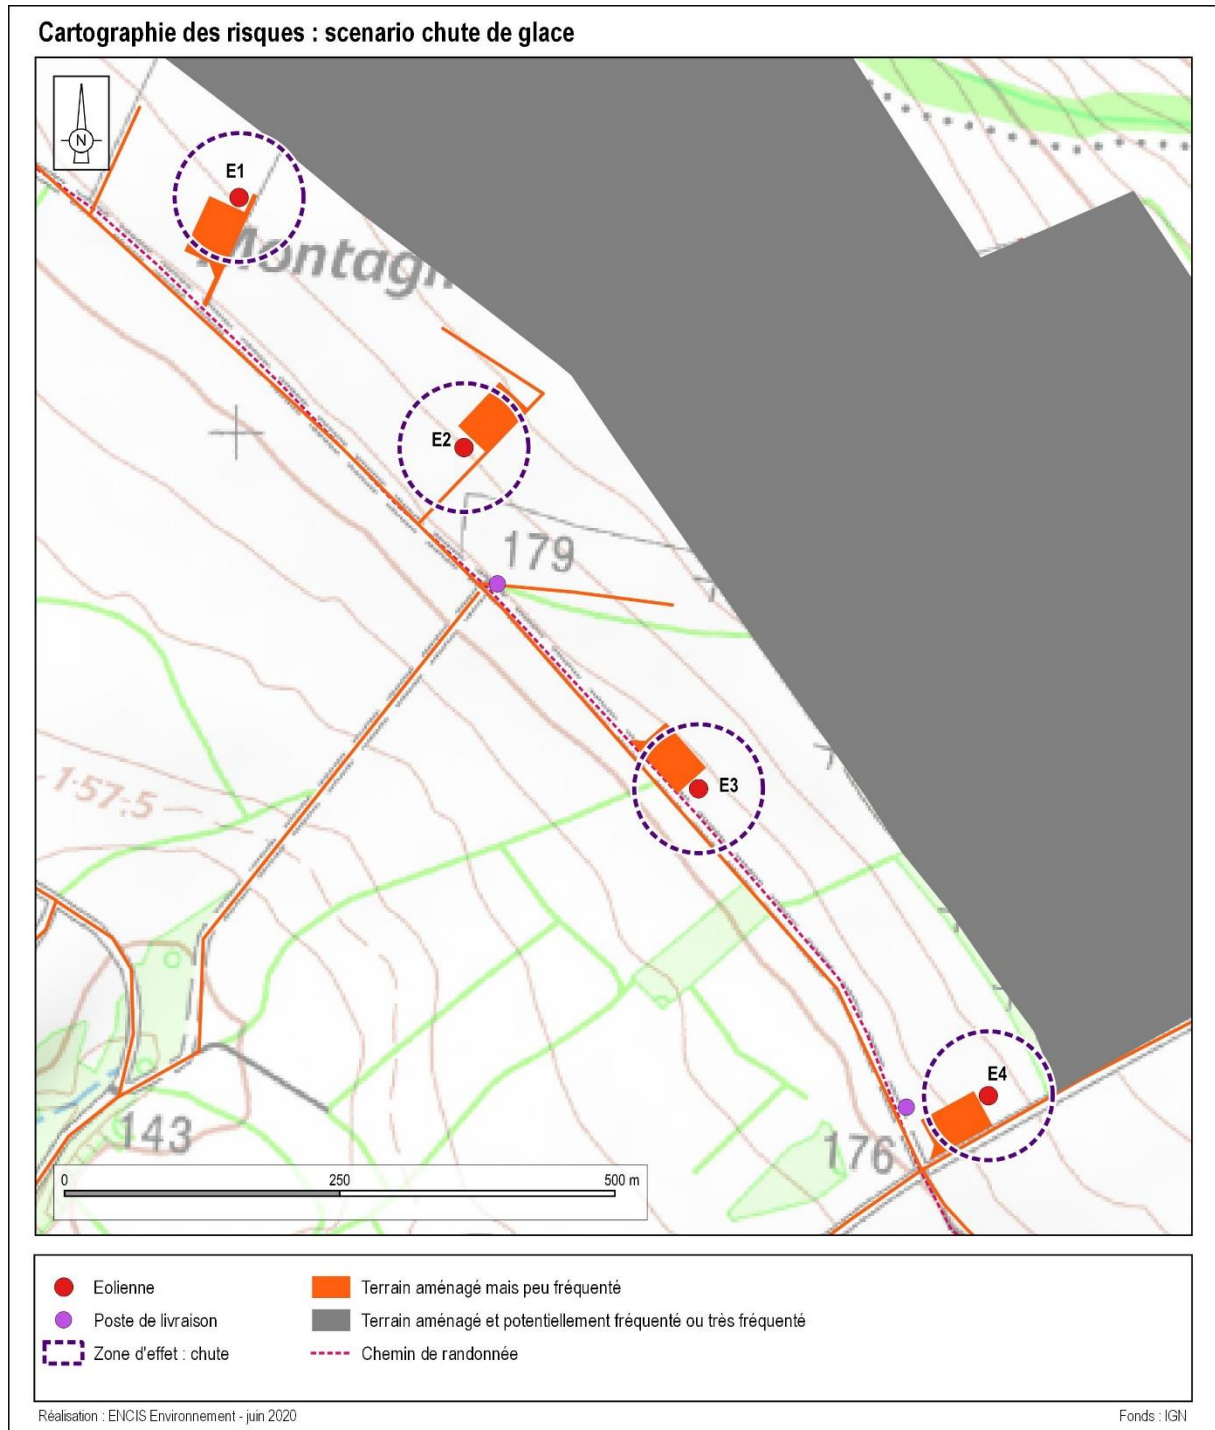 Cartographie des risques : scenario chute de glace
N
E1
Montagn
E2
179
E3
1·57·5
E4
143
176
0 250 500 m
Eolienne Terrain aménagé mais peu fréquenté
Poste de livraison Terrain aménagé et potentiellement fréquenté ou très fréquenté
Zone d'effet : chute Chemin de randonnée
Réalisation : ENCIS Environnement - juin 2020 Fonds : IGN